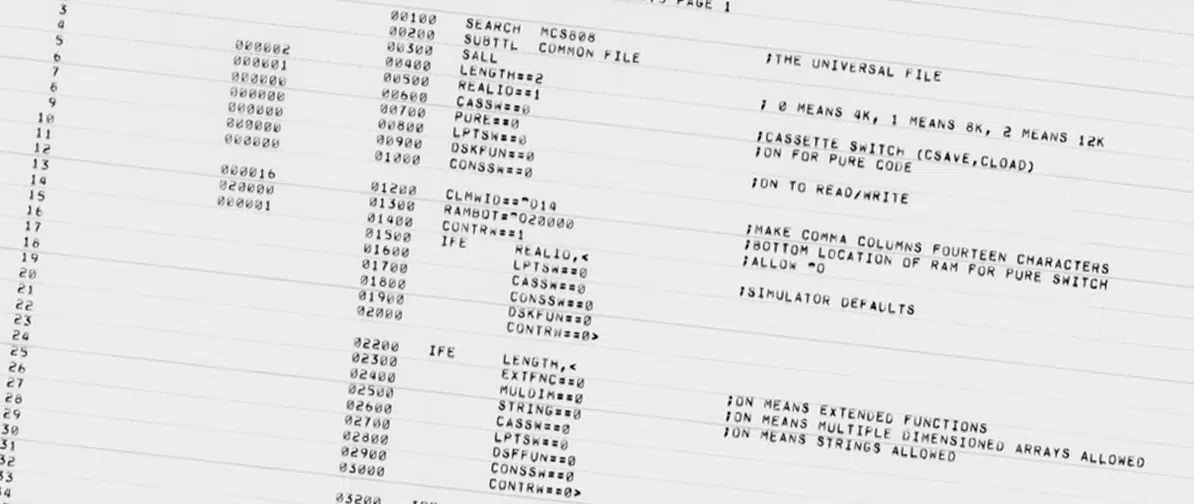 PAGE 1
00100 SEARCH MCS808 ;THE UNIVERSAL FILE
00200 SUBTTL COMMON FILE
3 00300 SALL
4 000002 00400 LENGTH==2 ; 0 MEANS 4K, 1 MEANS 8K, 2 MEANS 12K
5 000001 00500 REALIO==1
6 000000 00600 CASSW==0 ;CASSETTE SWITCH (CSAVE,CLOAD)
7 000000 00700 PURE==0 ;ON FOR PURE CODE
8 000000 00800 LPTSW==0
9 000000 00900 DSKFUN==0 ;ON TO READ/WRITE
10 000000 01000 CONSSW==0
11
12 000016 01200 CLMWID==^D14 ;MAKE COMMA COLUMNS FOURTEEN CHARACTERS
13 020000 01300 RAMBOT=^O20000 ;BOTTOM LOCATION OF RAM FOR PURE SWITCH
14 000001 01400 CONTRW==1 ;ALLOW ^O
15 01500 IFE REALIO,< ;SIMULATOR DEFAULTS
16 01600 LPTSW==0
17 01700 CASSW==0
18 01800 CONSSW==0
19 01900 DSKFUN==0
20 02000 CONTRW==0>
21
22 02200 IFE LENGTH,<
23 02300 EXTFNC==0 ;ON MEANS EXTENDED FUNCTIONS
24 02400 MULDIM==0 ;ON MEANS MULTIPLE DIMENSIONED ARRAYS ALLOWED
25 02500 STRING==0 ;ON MEANS STRINGS ALLOWED
26 02600 CASSW==0
27 02700 LPTSW==0
28 02800 DSFFUN==0
29 02900 CONSSW==0
30 03000 CONTRW==0>
31
32 03200
33